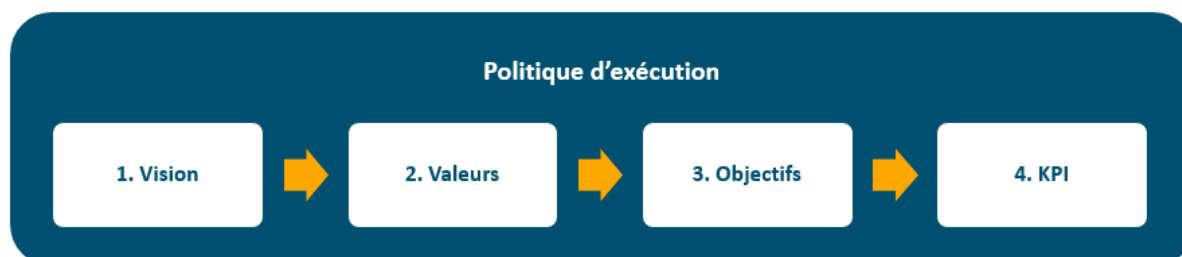 Politique d’exécution
1. Vision
2. Valeurs
3. Objectifs
4. KPI